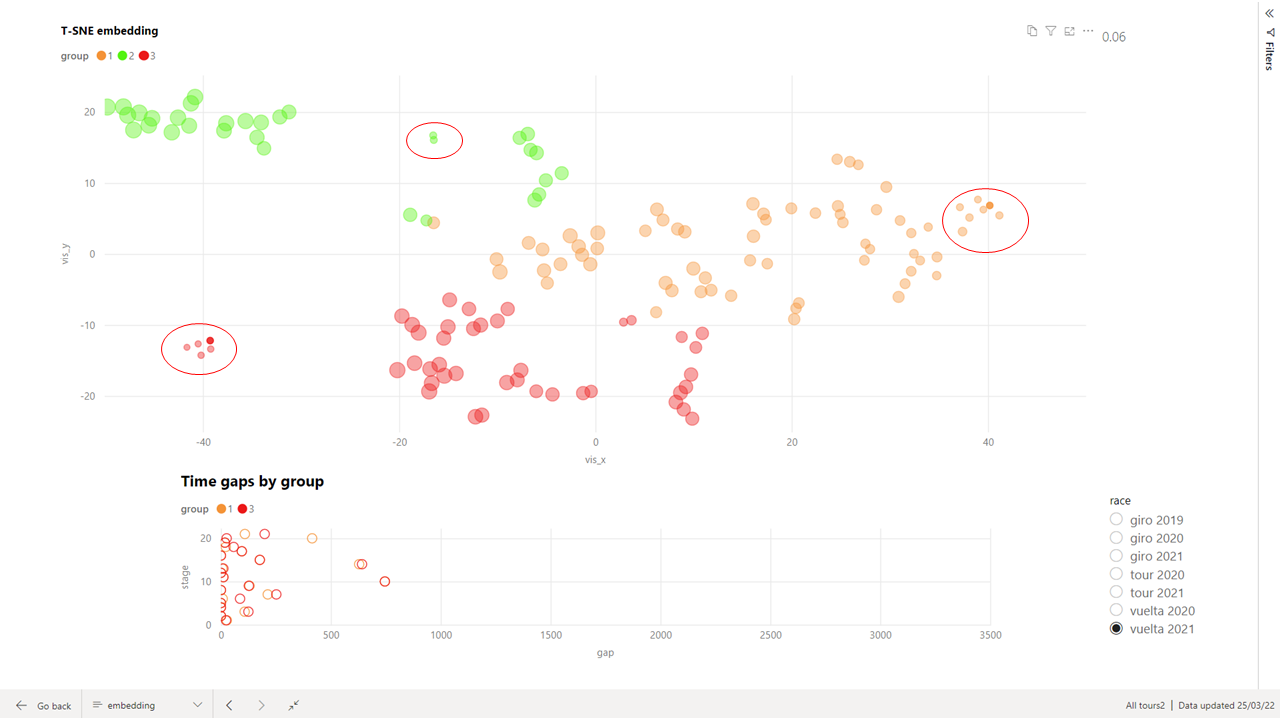 T-SNE embedding
0.06
group 1 2 3
Filters
20
10
0
-10
-20
vis_y
-40 -20 0 20 40
vis_x
Time gaps by group
group 1 3
20
10
0
stage
0 500 1000 1500 2000 2500 3000 3500
gap
race
giro 2019
giro 2020
giro 2021
tour 2020
tour 2021
vuelta 2020
vuelta 2021
Go back embedding All tours2 | Data updated 25/03/22